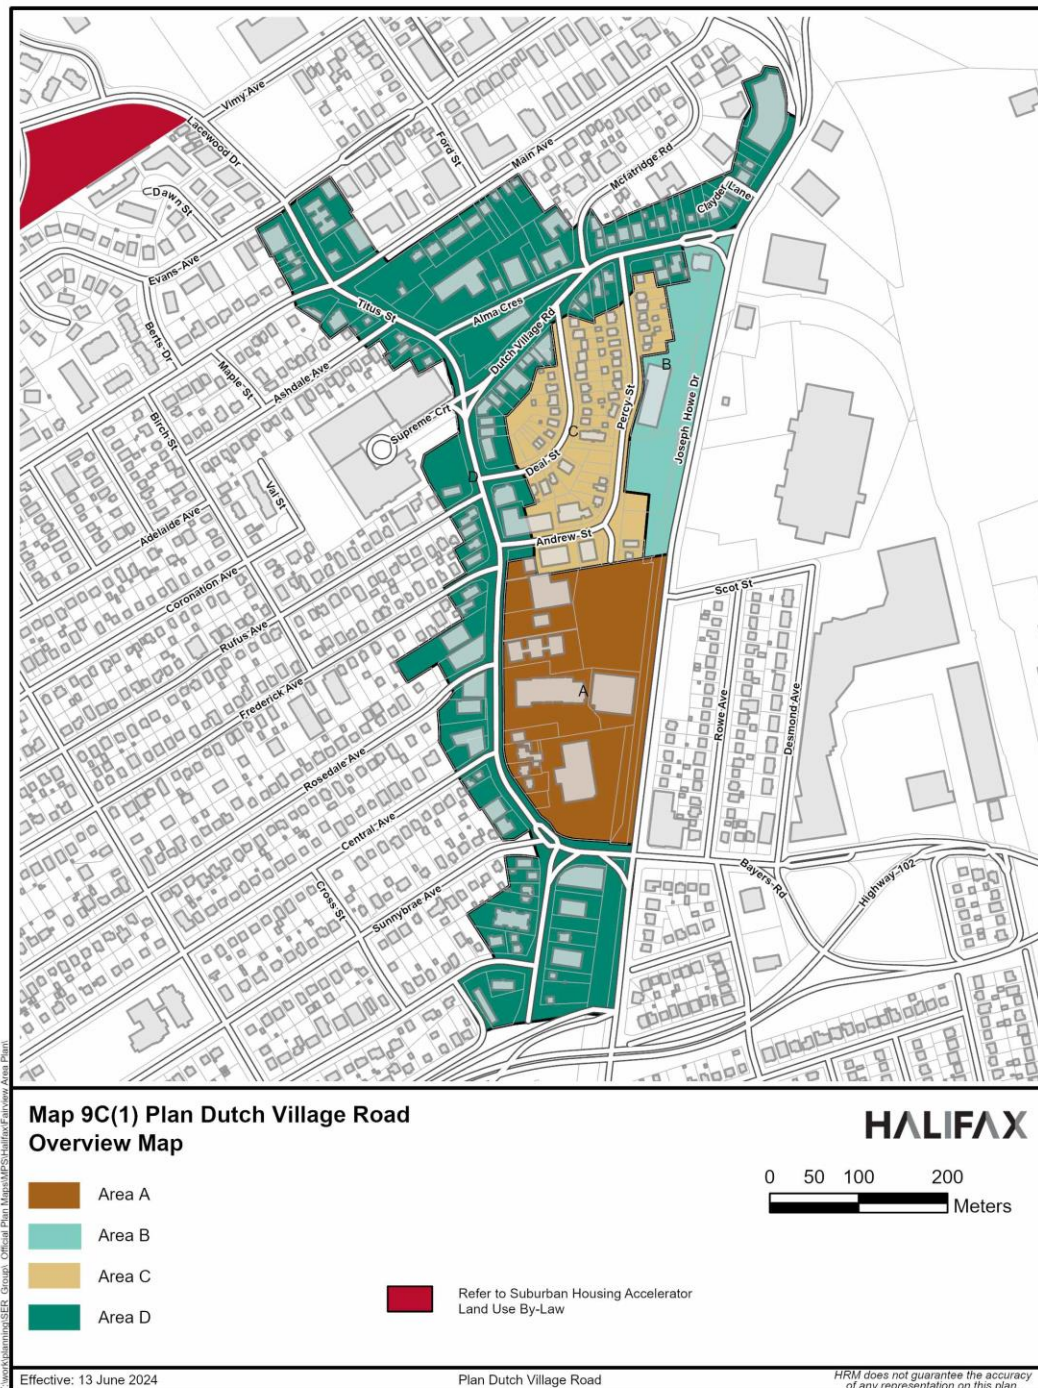 Vimy Ave
Lacewood Dr
Ford St
Main Ave
Mcfatridge Rd
Dawn St
Clayder Lane
Evans Ave
Titus St
Alma Cres
Berts Dr
Dutch Village Rd
Maple St
Ashdale Ave
B
Percy St
Joseph Howe Dr
Birch St
Supreme Crt
C
Deal St
D
Val St
Adelaide Ave
Andrew St
Coronation Ave
Scot St
Rufus Ave
Frederick Ave
A
Rowe Ave
Desmond Ave
Rosedale Ave
Central Ave
Bayers Rd
Highway 102
Cross St
Sunnybrae Ave
Map 9C(1) Plan Dutch Village Road
Overview Map
HALIFAX
0 50 100 200
Meters
Area A
Area B
Area C
Area D
Refer to Suburban Housing Accelerator
Land Use By-Law
Effective: 13 June 2024
Plan Dutch Village Road
HRM does not guarantee the accuracy
of any representation on this plan